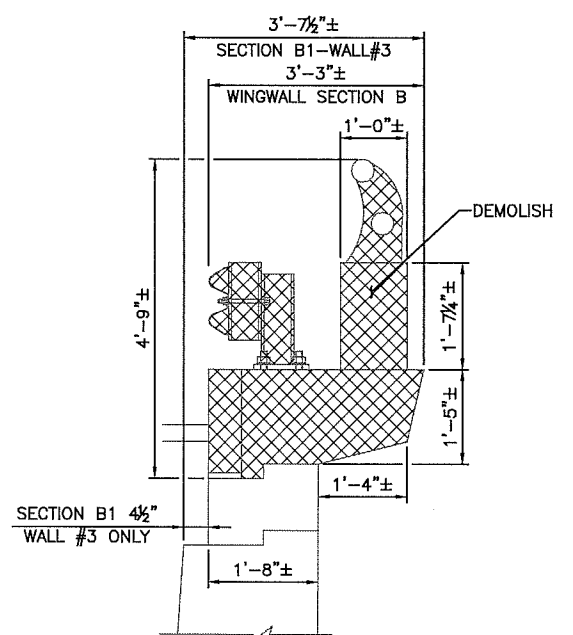 3'-7½"±
SECTION B1-WALL#3
3'-3"±
WINGWALL SECTION B
1'-0"±
DEMOLISH
4'-9"±
1'-7¼"±
1'-5"±
1'-4"±
SECTION B1 4½"
WALL #3 ONLY
1'-8"±